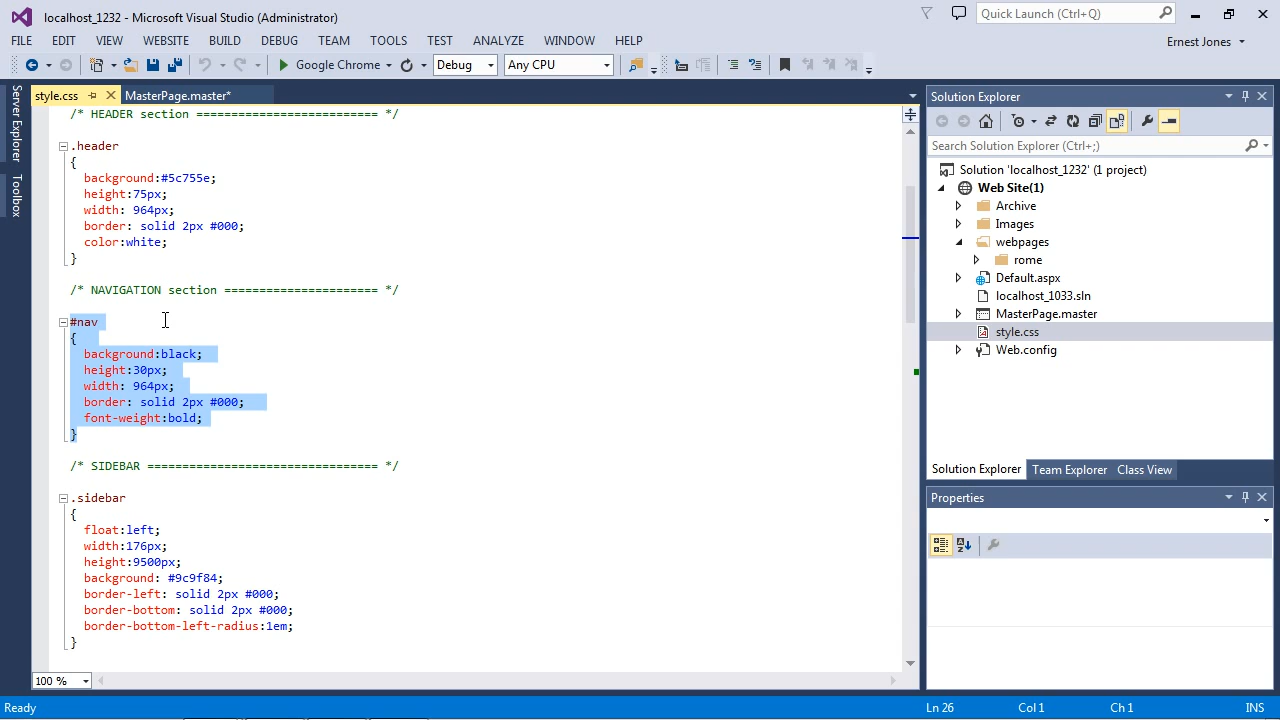 localhost_1232 - Microsoft Visual Studio (Administrator)
Quick Launch (Ctrl+Q)
FILE EDIT VIEW WEBSITE BUILD DEBUG TEAM TOOLS TEST ANALYZE WINDOW HELP
Ernest Jones
Google Chrome
Debug
Any CPU
Server Explorer
Toolbox
style.css
MasterPage.master*
/* HEADER section ========================== */
.header
{
background:#5c755e;
height:75px;
width: 964px;
border: solid 2px #000;
color:white;
}
/* NAVIGATION section ====================== */
#nav
{
background:black;
height:30px;
width: 964px;
border: solid 2px #000;
font-weight:bold;
}
/* SIDEBAR ================================= */
.sidebar
{
float:left;
width:176px;
height:9500px;
background: #9c9f84;
border-left: solid 2px #000;
border-bottom: solid 2px #000;
border-bottom-left-radius:1em;
}
100 %
Solution Explorer
Search Solution Explorer (Ctrl+;)
Solution 'localhost_1232' (1 project)
Web Site(1)
Archive
Images
webpages
rome
Default.aspx
localhost_1033.sln
MasterPage.master
style.css
Web.config
Solution Explorer Team Explorer Class View
Properties
Ready
Ln 26 Col 1 Ch 1 INS